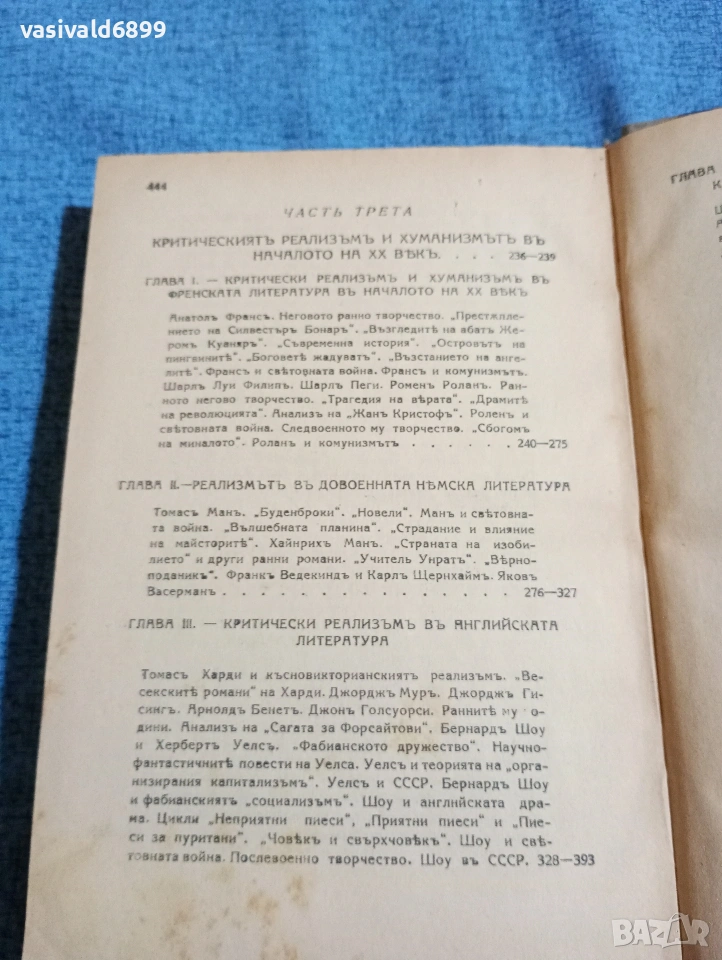 vasivald6899
444
ЧАСТЬ ТРЕТА
КРИТИЧЕСКИЯТЪ РЕАЛИЗЪМЪ И ХУМАНИЗМЪТЪ ВЪ
НАЧАЛОТО НА XX ВѢКЪ. . . . 236—239
ГЛАВА I. — КРИТИЧЕСКИ РЕАЛИЗЪМЪ И ХУМАНИЗЪМЪ ВЪ
ФРЕНСКАТА ЛИТЕРАТУРА ВЪ НАЧАЛОТО НА XX ВѢКЪ
Анатолъ Франсъ. Неговото ранно творчество. „Престѫпле-
нието на Силвестъръ Бонаръ“. „Възгледитѣ на абатъ Же-
ромъ Куанаръ“. „Съвременна история“. „Островътъ на
пингвинитѣ“. „Боговетѣ жадуватъ“. „Възстанието на анге-
литѣ“. Франсъ и свѣтовната война. Франсъ и комунизмътъ.
Шарлъ Луи Филипъ. Шарлъ Пеги. Роменъ Роланъ. Ран-
ното негово творчество. „Трагедия на вѣрата“. „Драмитѣ
на революцията“. Анализъ на „Жанъ Кристофъ“. Роленъ и
свѣтовната война. Следвоенното му творчество. „Сбогомъ
на миналото“. Роланъ и комунизмътъ . . . . . . 240—275
ГЛАВА II.—РЕАЛИЗМЪТЪ ВЪ ДОВОЕННАТА НѢМСКА ЛИТЕРАТУРА
Томасъ Манъ. „Буденброки“. „Новели“. Манъ и свѣтовна-
та война. „Вълшебната планина“. „Страдание и влияние
на майсторитѣ“. Хайнрихъ Манъ. „Страната на изоби-
лието“ и други ранни романи. „Учитель Унратъ“. „Вѣрно-
поданикъ“. Франкъ Ведекиндъ и Карлъ Щернхаймъ. Яковъ
Васерманъ . . . . . . . . . . . . . . 276—327
ГЛАВА III. — КРИТИЧЕСКИ РЕАЛИЗЪМЪ ВЪ АНГЛИЙСКАТА
ЛИТЕРАТУРА
Томасъ Харди и късновикторианскиятъ реализъмъ. „Ве-
секскитѣ романи“ на Харди. Джорджъ Муръ. Джорджъ Ги-
сингъ. Арнолдъ Бенетъ. Джонъ Голсуорси. Раннитѣ му го-
дини. Анализъ на „Сагата за Форсайтови“. Бернардъ Шоу
и Хербертъ Уелсъ. „Фабианското дружество“. Научно-
фантастичнитѣ повести на Уелса. Уелсъ и теорията на „орга-
низирания капитализъмъ“. Уелсъ и СССР. Бернардъ Шоу
и фабианскиятъ „социализъмъ“. Шоу и английската дра-
ма. Циклы „Неприятни пиеси“, „Приятни пиеси“ и „Пие-
си за пуритани“. „Човѣкъ и свърхчовѣкъ“. Шоу и свѣ-
товната война. Послевоенно творчество. Шоу въ СССР. 328—393
ГЛАВА
К
Ц
А
BAZAR